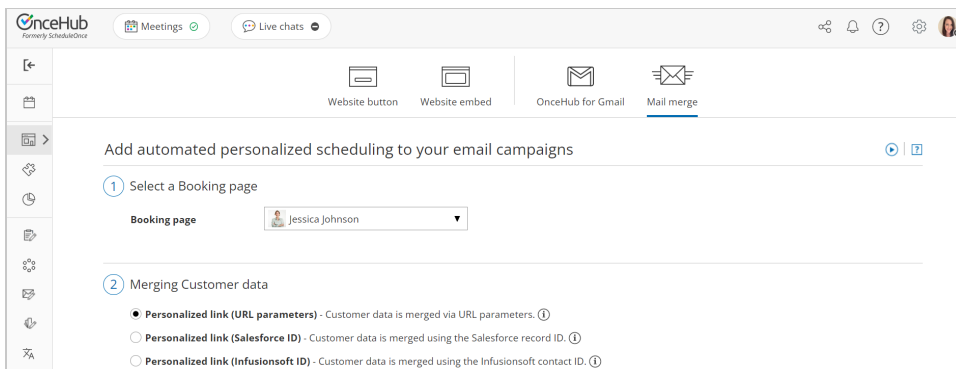 OnceHub
Formerly ScheduleOnce
Meetings
Live chats
Website button
Website embed
OnceHub for Gmail
Mail merge
Add automated personalized scheduling to your email campaigns
1 Select a Booking page
Booking page
Jessica Johnson
2 Merging Customer data
Personalized link (URL parameters) - Customer data is merged via URL parameters.
Personalized link (Salesforce ID) - Customer data is merged using the Salesforce record ID.
Personalized link (Infusionsoft ID) - Customer data is merged using the Infusionsoft contact ID.